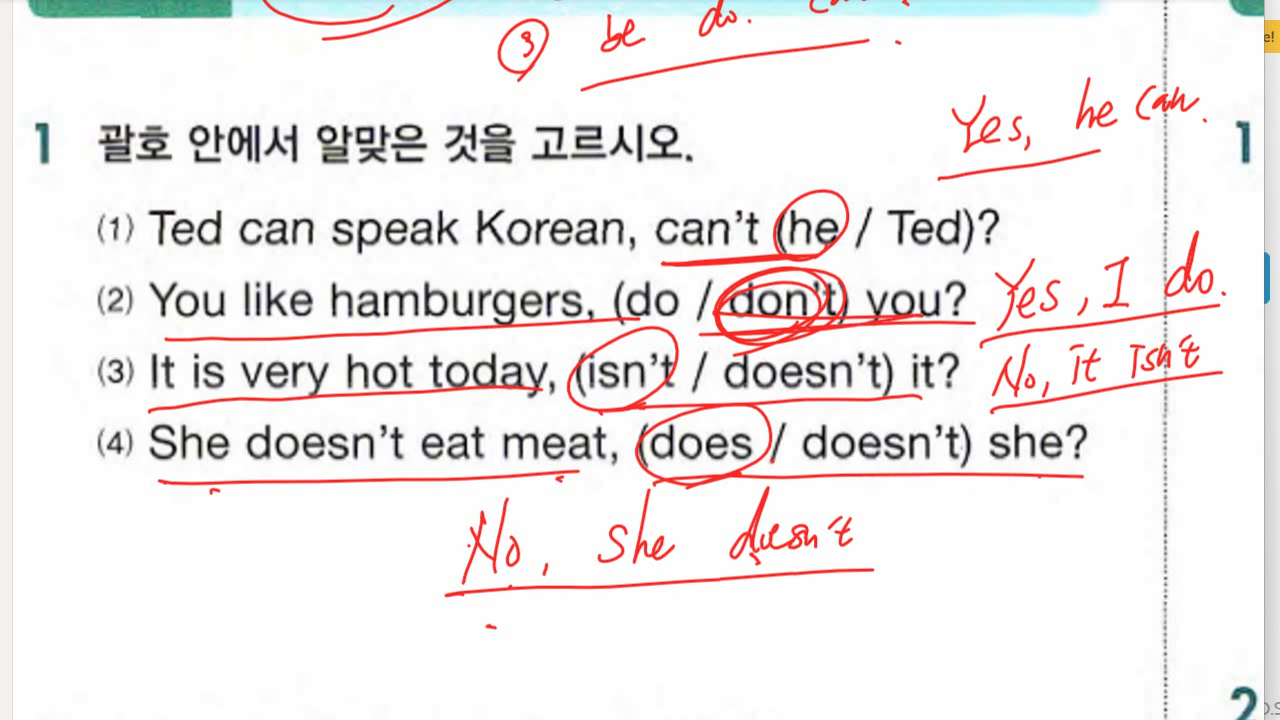 ③ be do.
Yes, he can.
1 괄호 안에서 알맞은 것을 고르시오. 1
(1) Ted can speak Korean, can't (he / Ted)?
(2) You like hamburgers, (do / don't) you? Yes, I do.
(3) It is very hot today, (isn't / doesn't) it? No, it isn't
(4) She doesn't eat meat, (does / doesn't) she?
No, she doesn't
2